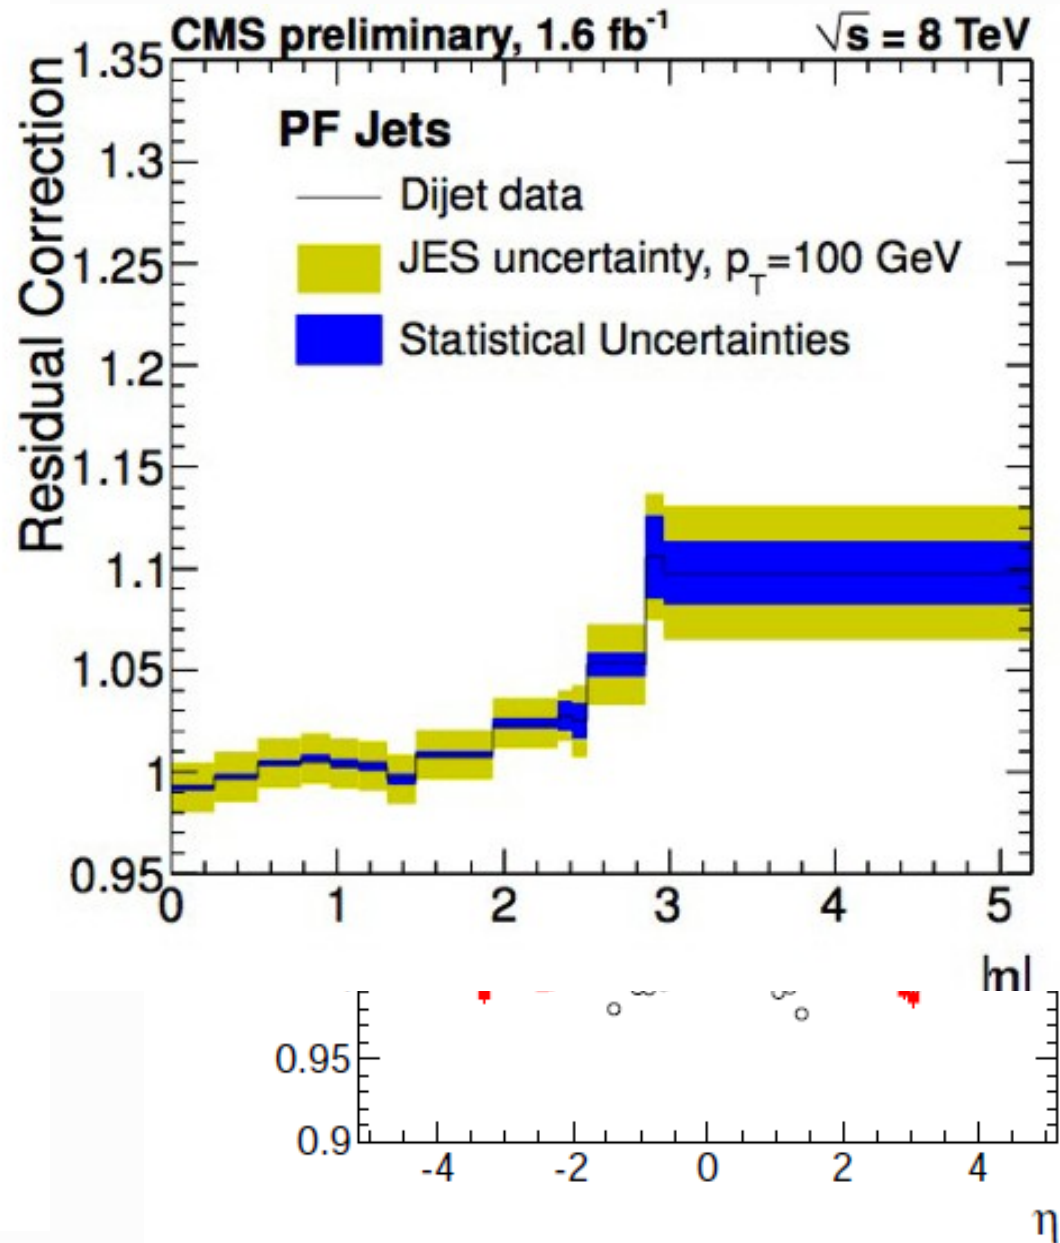 CMS preliminary, 1.6 fb⁻¹ √s = 8 TeV
Residual Correction
1.35
PF Jets
1.3
Dijet data
1.25
JES uncertainty, p_T=100 GeV
1.2
Statistical Uncertainties
1.15
1.1
1.05
1
0.95
0 1 2 3 4 5
|η|
0.95
0.9
-4 -2 0 2 4
η